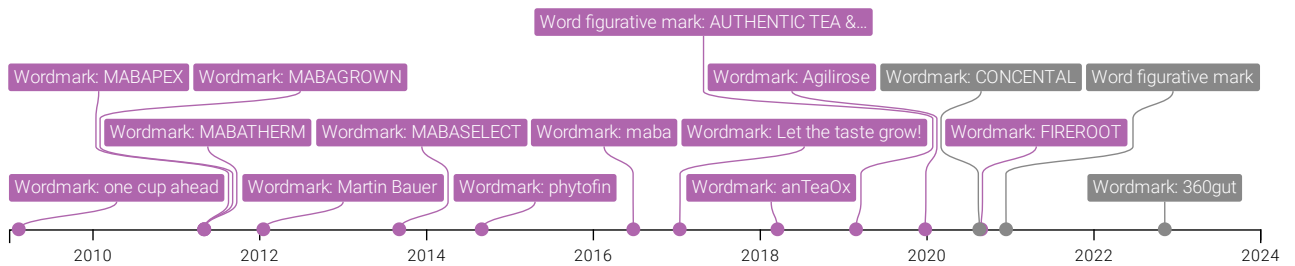 Word figurative mark: AUTHENTIC TEA &...
Wordmark: MABAPEX
Wordmark: MABAGROWN
Wordmark: Agilirose
Wordmark: CONCENTAL
Word figurative mark
Wordmark: MABATHERM
Wordmark: MABASELECT
Wordmark: maba
Wordmark: Let the taste grow!
Wordmark: FIREROOT
Wordmark: one cup ahead
Wordmark: Martin Bauer
Wordmark: phytofin
Wordmark: anTeaOx
Wordmark: 360gut
2010
2012
2014
2016
2018
2020
2022
2024